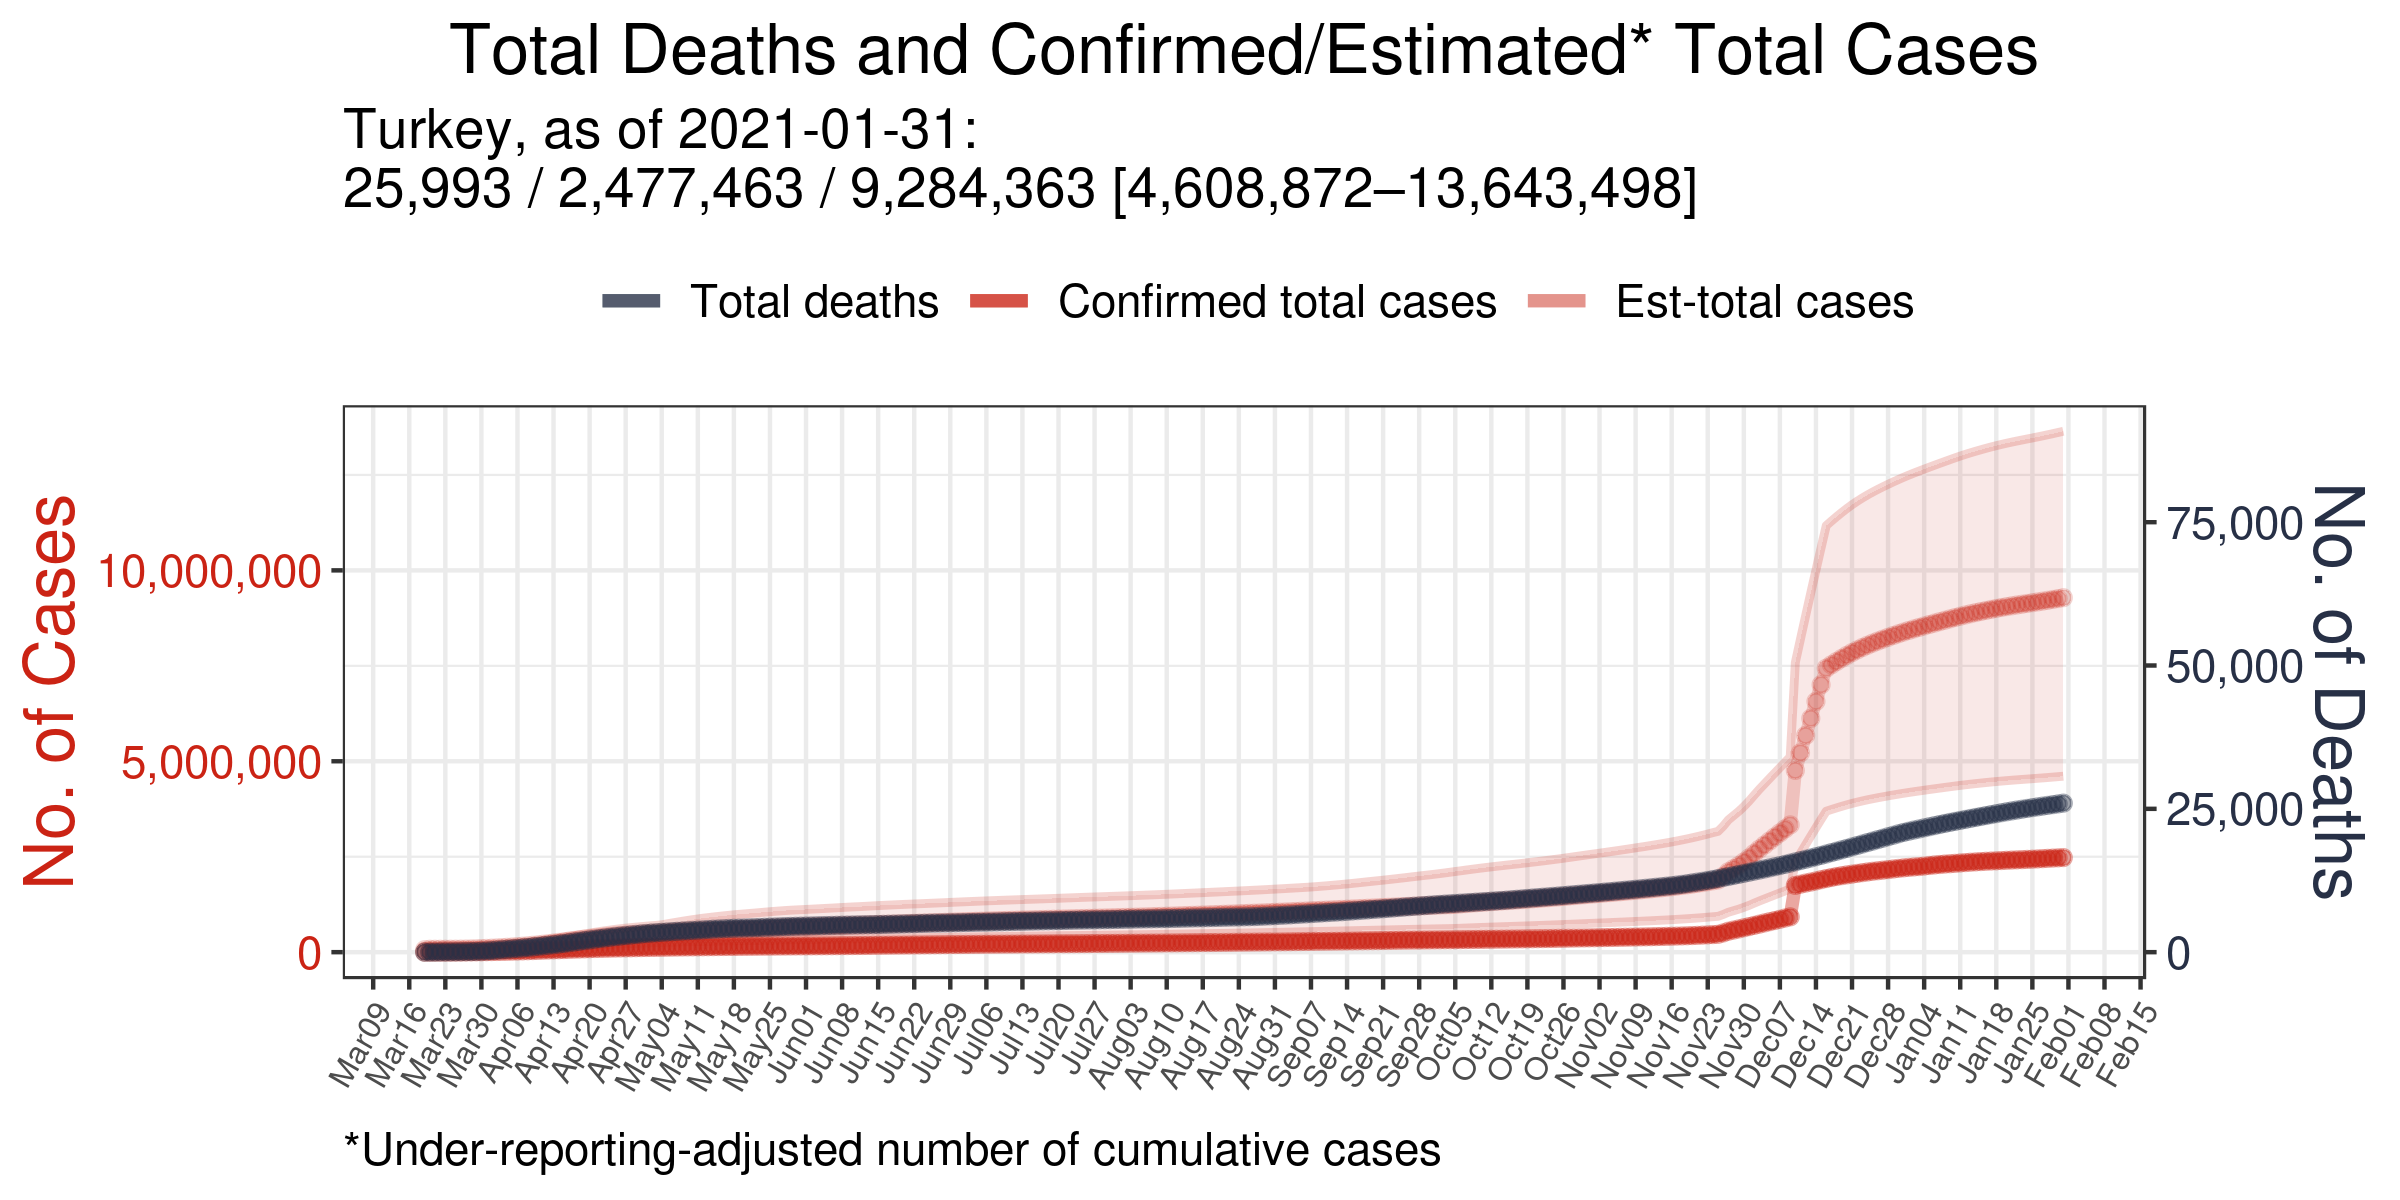 Total Deaths and Confirmed/Estimated* Total Cases
Turkey, as of 2021-01-31:
25,993 / 2,477,463 / 9,284,363 [4,608,872–13,643,498]
Total deaths
Confirmed total cases
Est-total cases
No. of Cases
10,000,000
5,000,000
0
75,000
50,000
25,000
0
No. of Deaths
Mar09
Mar16
Mar23
Mar30
Apr06
Apr13
Apr20
Apr27
May04
May11
May18
May25
Jun01
Jun08
Jun15
Jun22
Jun29
Jul06
Jul13
Jul20
Jul27
Aug03
Aug10
Aug17
Aug24
Aug31
Sep07
Sep14
Sep21
Sep28
Oct05
Oct12
Oct19
Oct26
Nov02
Nov09
Nov16
Nov23
Nov30
Dec07
Dec14
Dec21
Dec28
Jan04
Jan11
Jan18
Jan25
Feb01
Feb08
Feb15
*Under-reporting-adjusted number of cumulative cases